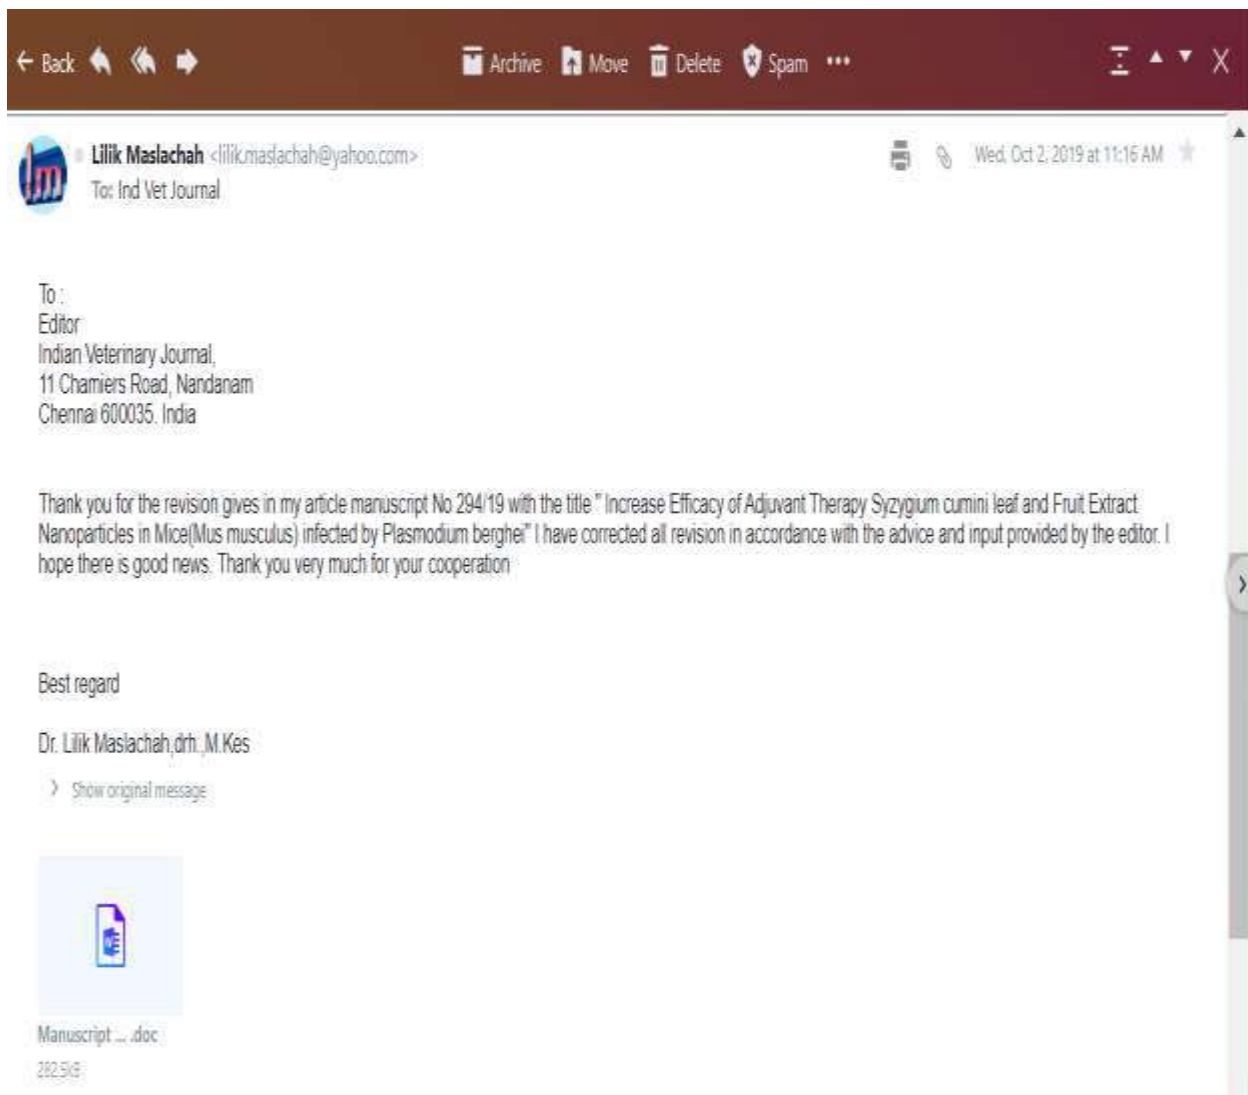 ← Back Archive Move Delete Spam ••• X
lm
Lilik Maslachah <lilik.maslachah@yahoo.com> Wed, Oct 2, 2019 at 11:16 AM
To: Ind Vet Journal
To :
Editor
Indian Veterinary Journal,
11 Chamiers Road, Nandanam
Chennai 600035. India
Thank you for the revision gives in my article manuscript No 294/19 with the title " Increase Efficacy of Adjuvant Therapy Syzygium cumini leaf and Fruit Extract
Nanoparticles in Mice(Mus musculus) infected by Plasmodium berghei" I have corrected all revision in accordance with the advice and input provided by the editor. I
hope there is good news. Thank you very much for your cooperation
Best regard
Dr. Lilik Maslachah,drh.,M.Kes
> Show original message
Manuscript ... .doc
282.5kB